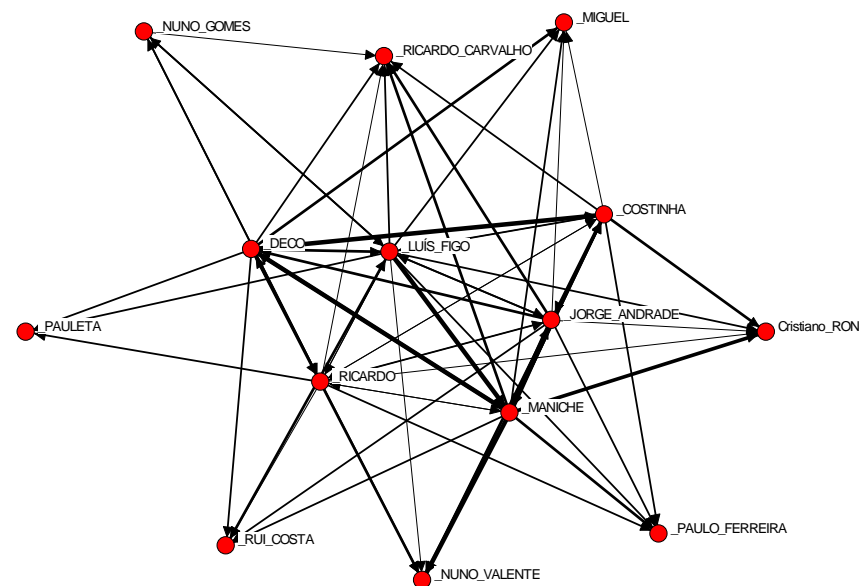 _MIGUEL
_NUNO_GOMES
_RICARDO_CARVALHO
_COSTINHA
_DECO
_LUÍS_FIGO
_JORGE_ANDRADE
_PAULETA
Cristiano_RON
_RICARDO
_MANICHE
_PAULO_FERREIRA
_RUI_COSTA
_NUNO_VALENTE